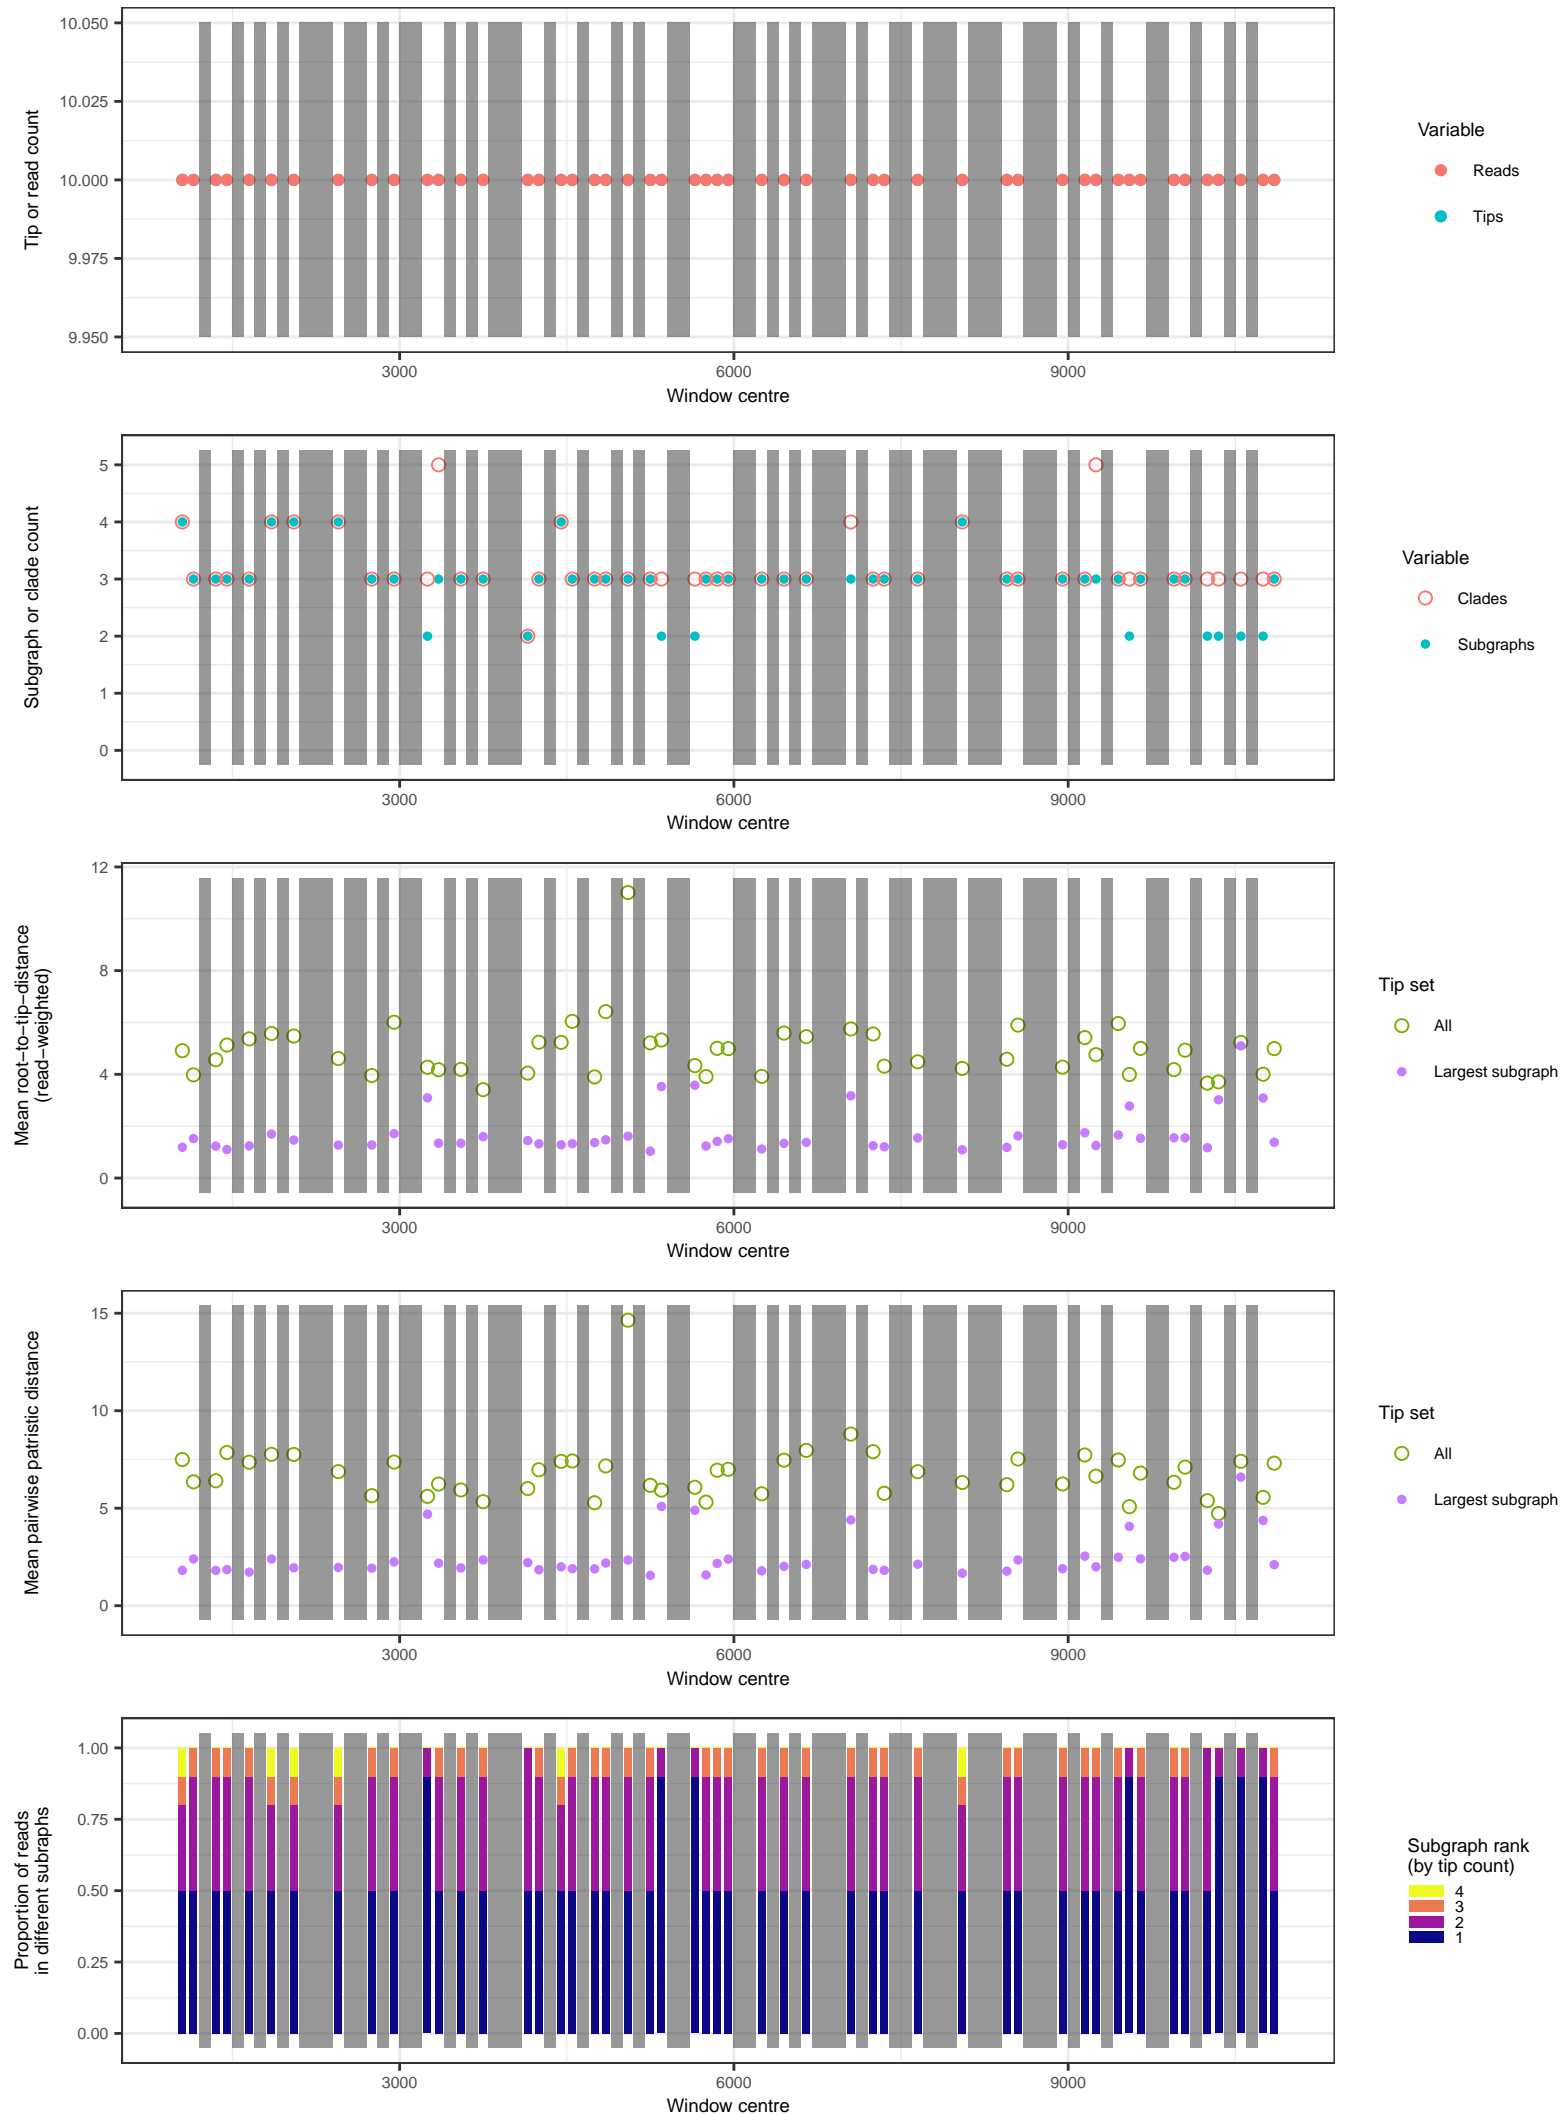 10.050
10.025
10.000
9.975
9.950
Tip or read count
3000
6000
9000
Window centre
Variable
Reads
Tips
5
4
3
2
1
0
Subgraph or clade count
3000
6000
9000
Window centre
Variable
Clades
Subgraphs
12
8
4
0
Mean root−to−tip−distance
(read−weighted)
3000
6000
9000
Window centre
Tip set
All
Largest subgraph
15
10
5
0
Mean pairwise patristic distance
3000
6000
9000
Window centre
Tip set
All
Largest subgraph
1.00
0.75
0.50
0.25
0.00
Proportion of reads
in different subraphs
3000
6000
9000
Window centre
Subgraph rank
(by tip count)
4
3
2
1